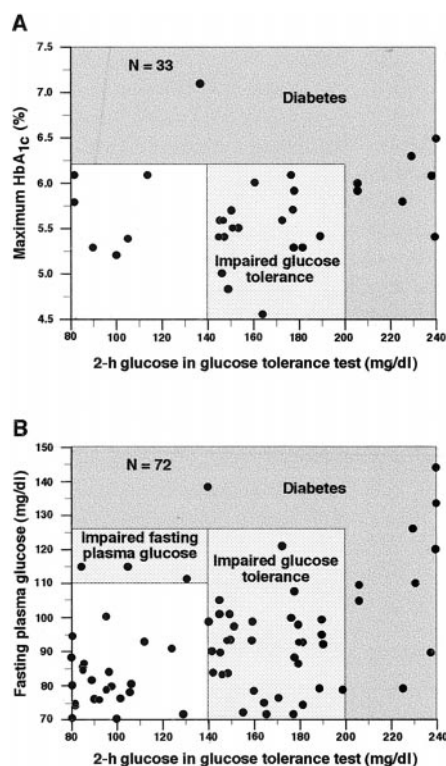 A
7.5
7.0
6.5
6.0
5.5
5.0
4.5
Maximum HbA1c (%)
N = 33
Diabetes
Impaired glucose
tolerance
80 100 120 140 160 180 200 220 240
2-h glucose in glucose tolerance test (mg/dl)
B
150
140
130
120
110
100
90
80
70
Fasting plasma glucose (mg/dl)
N = 72
Diabetes
Impaired fasting
plasma glucose
Impaired glucose
tolerance
80 100 120 140 160 180 200 220 240
2-h glucose in glucose tolerance test (mg/dl)